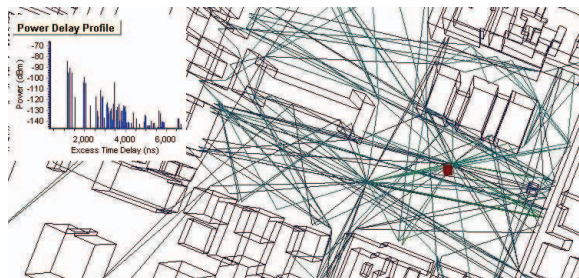 Power Delay Profile
-70
-80
-90
-100
-110
-120
-130
-140
Power (dBm)
2,000 4,000 6,000
Excess Time Delay (ns)